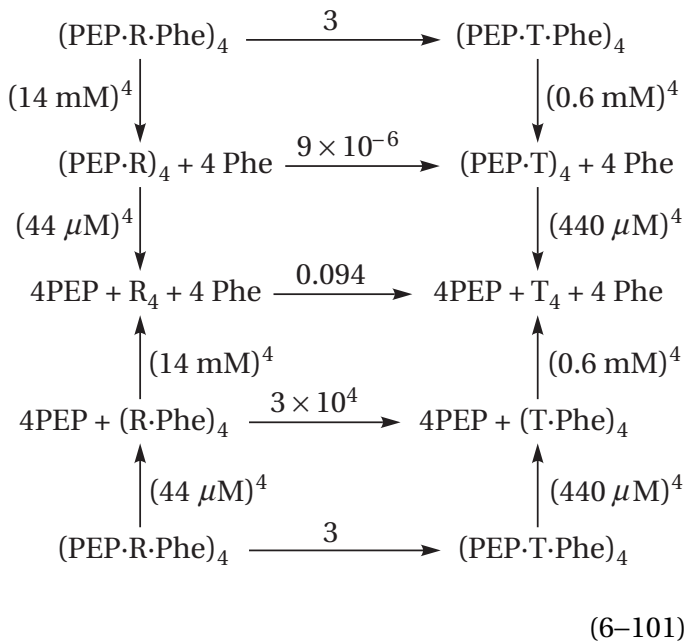 (PEP·R·Phe)₄ 3 (PEP·T·Phe)₄
(14 mM)⁴ (0.6 mM)⁴
(PEP·R)₄ + 4 Phe 9 × 10⁻⁶ (PEP·T)₄ + 4 Phe
(44 μM)⁴ (440 μM)⁴
4PEP + R₄ + 4 Phe 0.094 4PEP + T₄ + 4 Phe
(14 mM)⁴ (0.6 mM)⁴
4PEP + (R·Phe)₄ 3 × 10⁴ 4PEP + (T·Phe)₄
(44 μM)⁴ (440 μM)⁴
(PEP·R·Phe)₄ 3 (PEP·T·Phe)₄
(6–101)